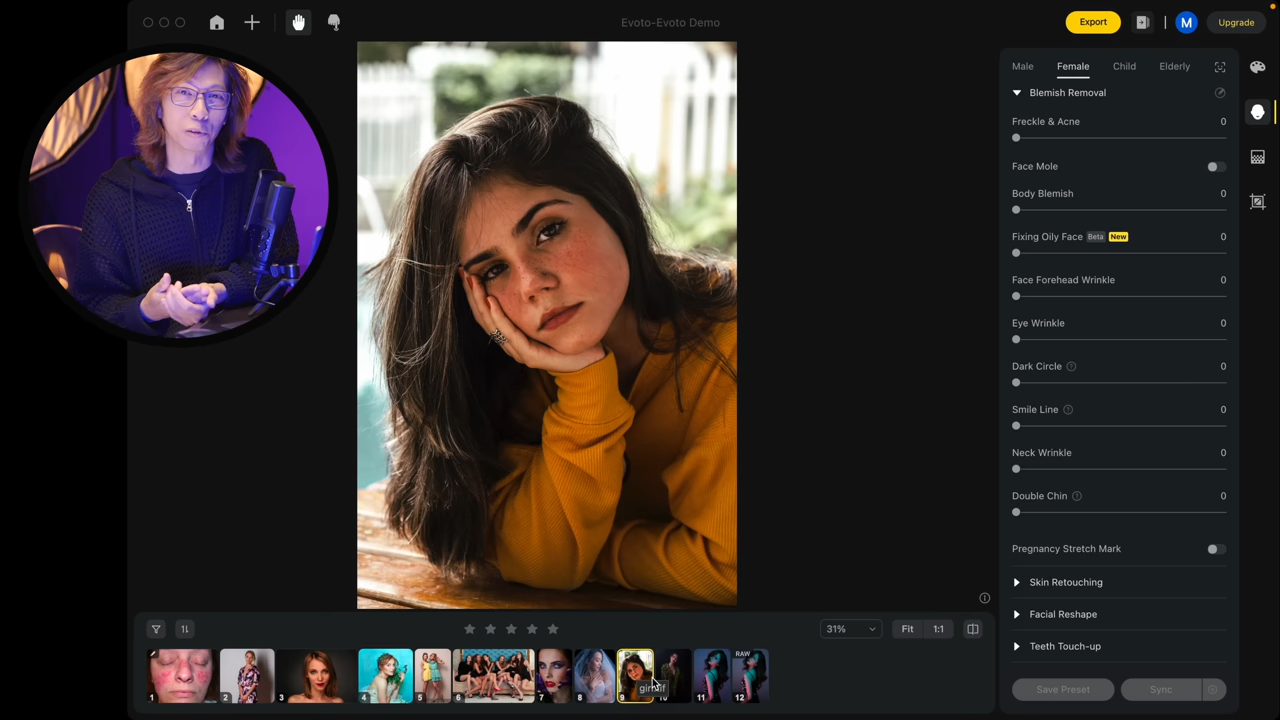 Evoto-Evoto Demo
Export
M
Upgrade
Male Female Child Elderly
Blemish Removal
Freckle & Acne 0
Face Mole
Body Blemish 0
Fixing Oily Face Beta New 0
Face Forehead Wrinkle 0
Eye Wrinkle 0
Dark Circle ? 0
Smile Line ? 0
Neck Wrinkle 0
Double Chin ? 0
Pregnancy Stretch Mark
Skin Retouching
Facial Reshape
Teeth Touch-up
Save Preset Sync
31% Fit 1:1
RAW
1 2 3 4 5 6 7 8 9 10 11 12